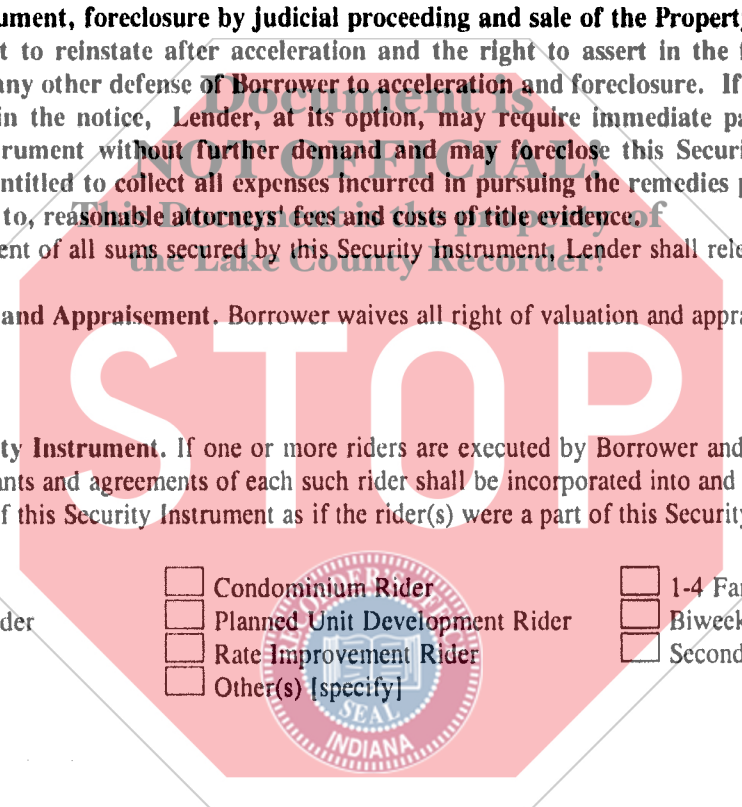 ument, foreclosure by judicial proceeding and sale of the Property
t to reinstate after acceleration and the right to assert in the
any other defense of Borrower to acceleration and foreclosure. If
Document is
in the notice, Lender, at its option, may require immediate pa
NOT OFFICIAL!
rument without further demand and may foreclose this Securi
ntitled to collect all expenses incurred in pursuing the remedies p
This Document is the property of
to, reasonable attorneys' fees and costs of title evidence.
ent of all sums secured by this Security Instrument, Lender shall rele
the Lake County Recorder!
and Appraisement. Borrower waives all right of valuation and appra
STOP
ty Instrument. If one or more riders are executed by Borrower and
ants and agreements of each such rider shall be incorporated into and
f this Security Instrument as if the rider(s) were a part of this Security
Condominium Rider 1-4 Fa
der Planned Unit Development Rider Biweek
Rate Improvement Rider Second
Other(s) [specify]
SEAL
INDIANA